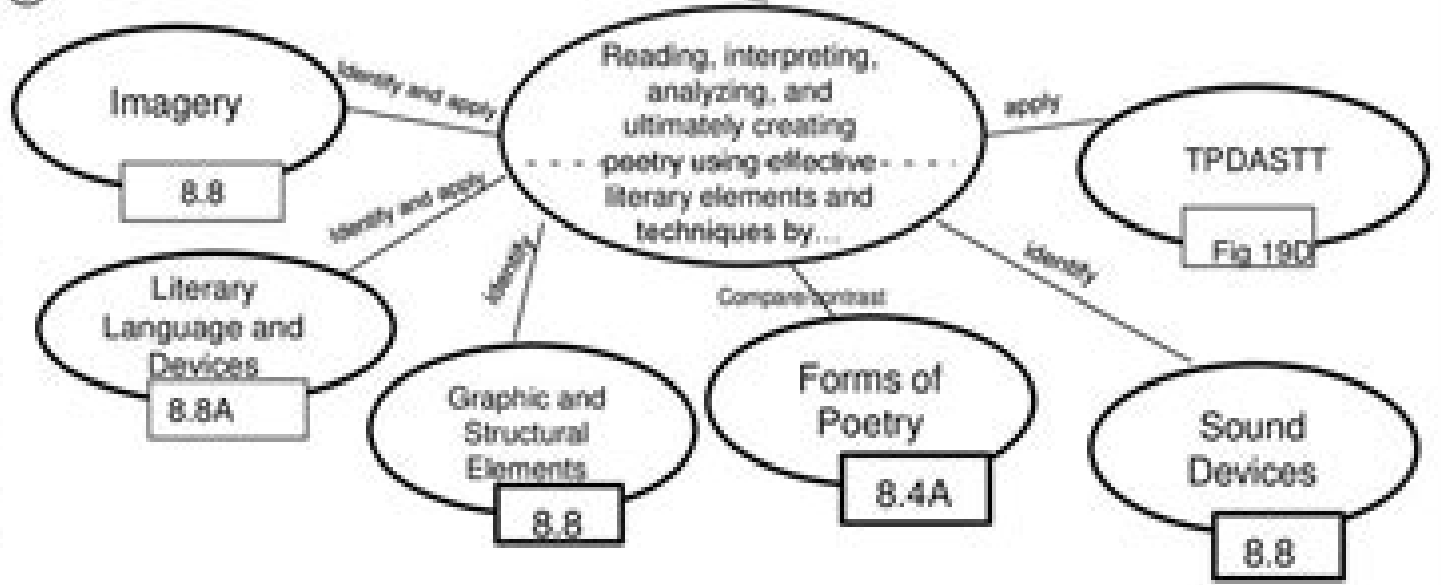 Reading, interpreting,
analyzing, and
ultimately creating
poetry using effective
literary elements and
techniques by...
Identify and apply
Imagery
8.8
Identify and apply
Literary
Language and
Devices
8.8A
identify
Graphic and
Structural
Elements
8.8
Compare/contrast
Forms of
Poetry
8.4A
identify
Sound
Devices
8.8
apply
TPDASTT
Fig 19D